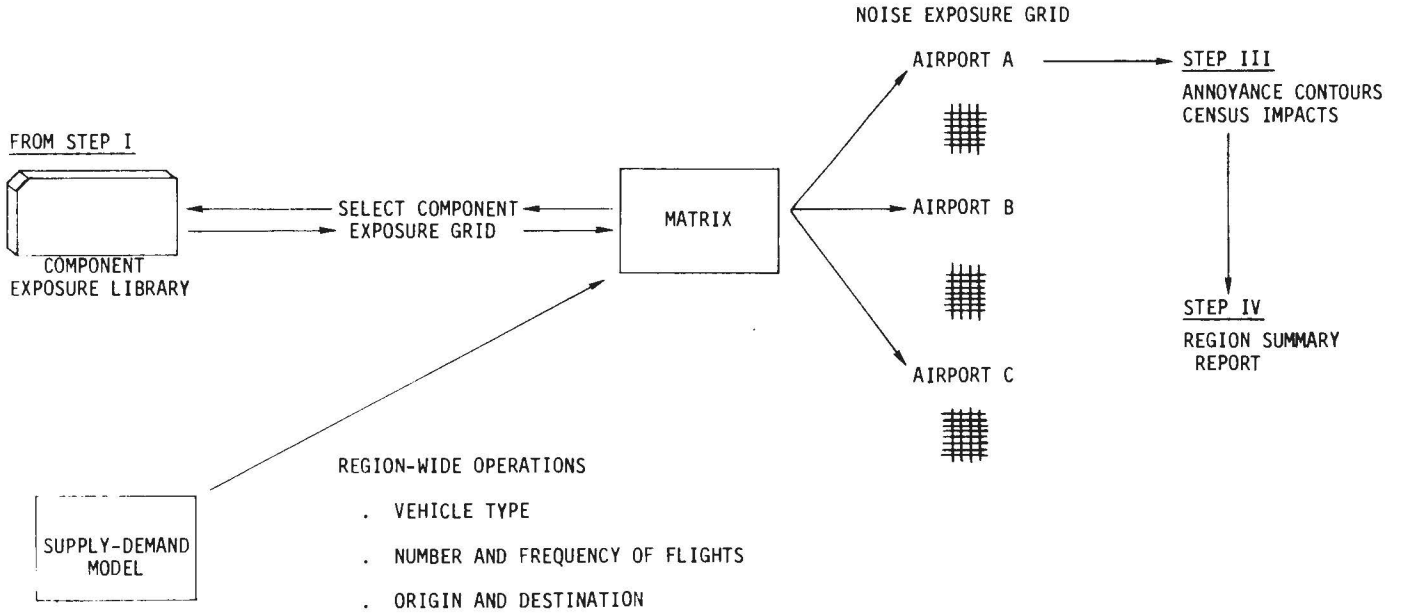 NOISE EXPOSURE GRID
AIRPORT A
STEP III
ANNOYANCE CONTOURS
CENSUS IMPACTS
FROM STEP I
SELECT COMPONENT
EXPOSURE GRID
MATRIX
AIRPORT B
COMPONENT
EXPOSURE LIBRARY
STEP IV
REGION SUMMARY
REPORT
AIRPORT C
REGION-WIDE OPERATIONS
. VEHICLE TYPE
. NUMBER AND FREQUENCY OF FLIGHTS
. ORIGIN AND DESTINATION
SUPPLY-DEMAND
MODEL